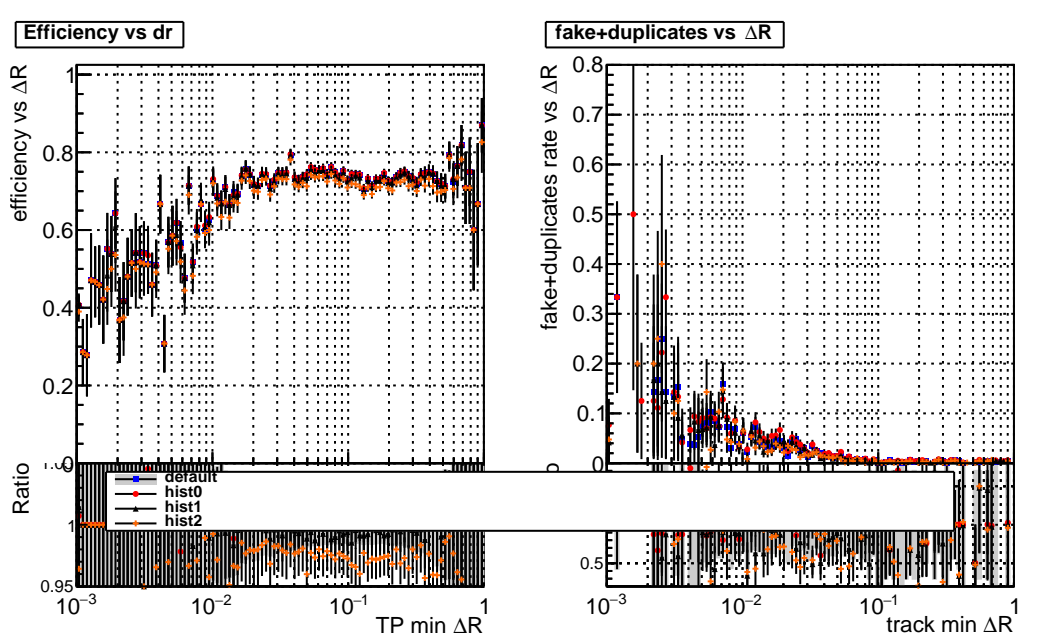 Efficiency vs dr
efficiency vs ΔR
1
0.8
0.6
0.4
0.2
0
Ratio
1
0.95
10⁻³ 10⁻² 10⁻¹ 1
TP min ΔR
fake+duplicates vs ΔR
fake+duplicates rate vs ΔR
0.8
0.7
0.6
0.5
0.4
0.3
0.2
0.1
0
0.5
10⁻³ 10⁻² 10⁻¹ 1
track min ΔR
default
hist0
hist1
hist2